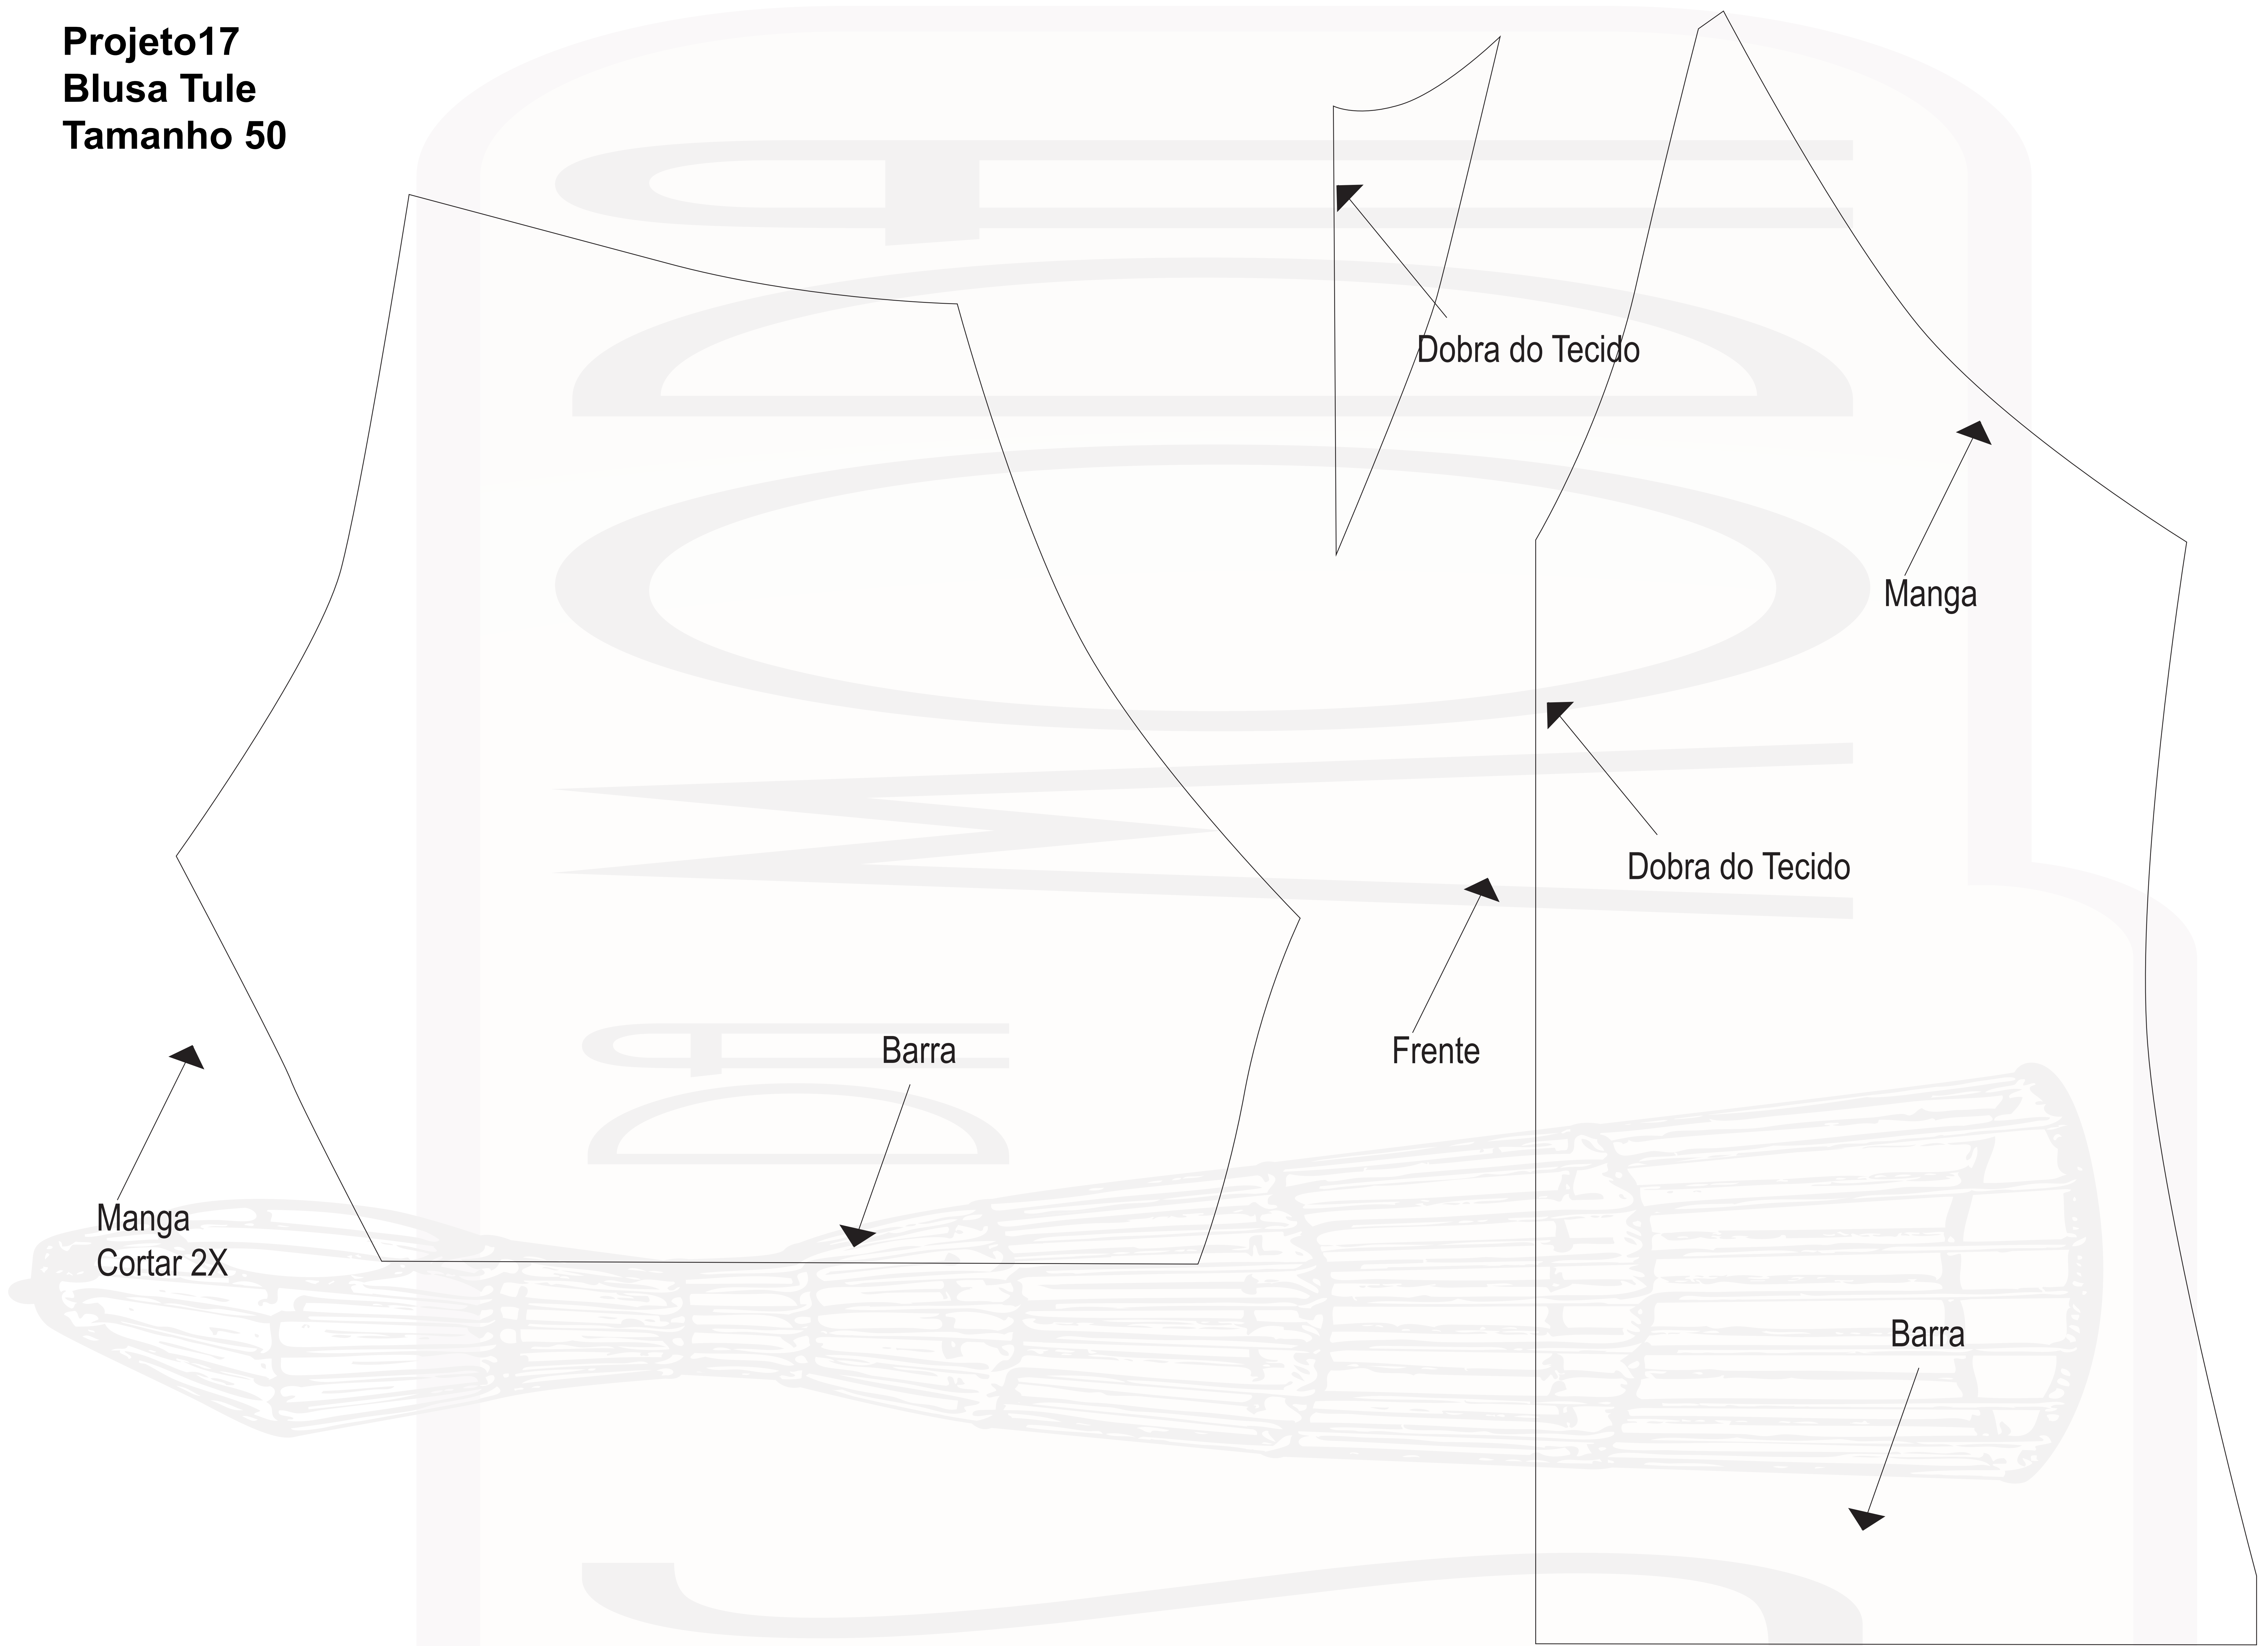 Projeto17
Blusa Tule
Tamanho 50
Dobra do Tecido
Manga
Dobra do Tecido
Barra
Frente
Manga
Cortar 2X
Barra